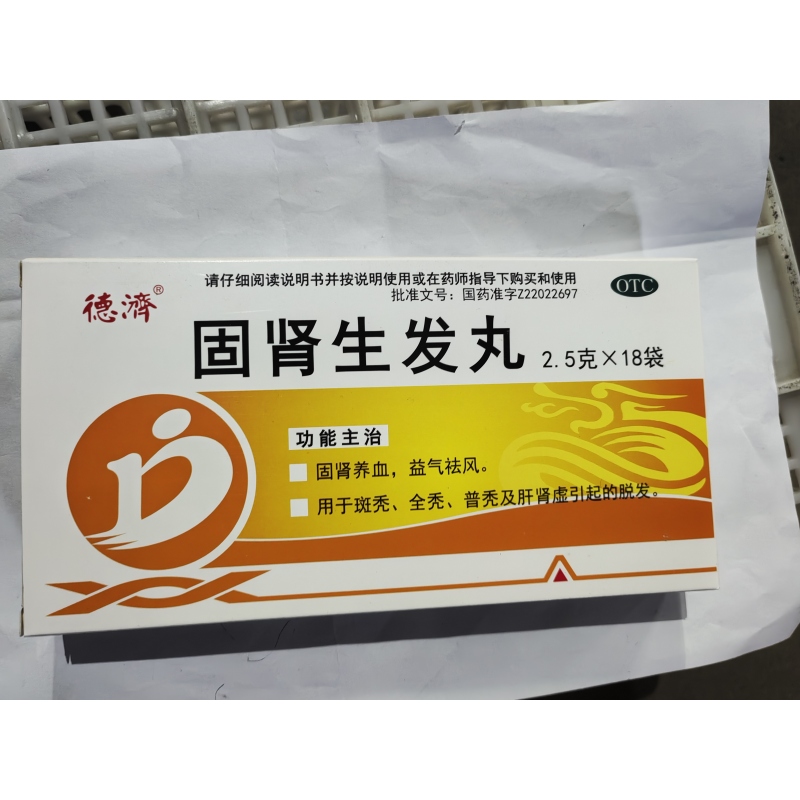 德濟®
请仔细阅读说明书并按说明使用或在药师指导下购买和使用
批准文号：国药准字Z22022697
OTC
固肾生发丸 2.5克×18袋
功能主治
固肾养血，益气祛风。
用于斑秃、全秃、普秃及肝肾虚引起的脱发。